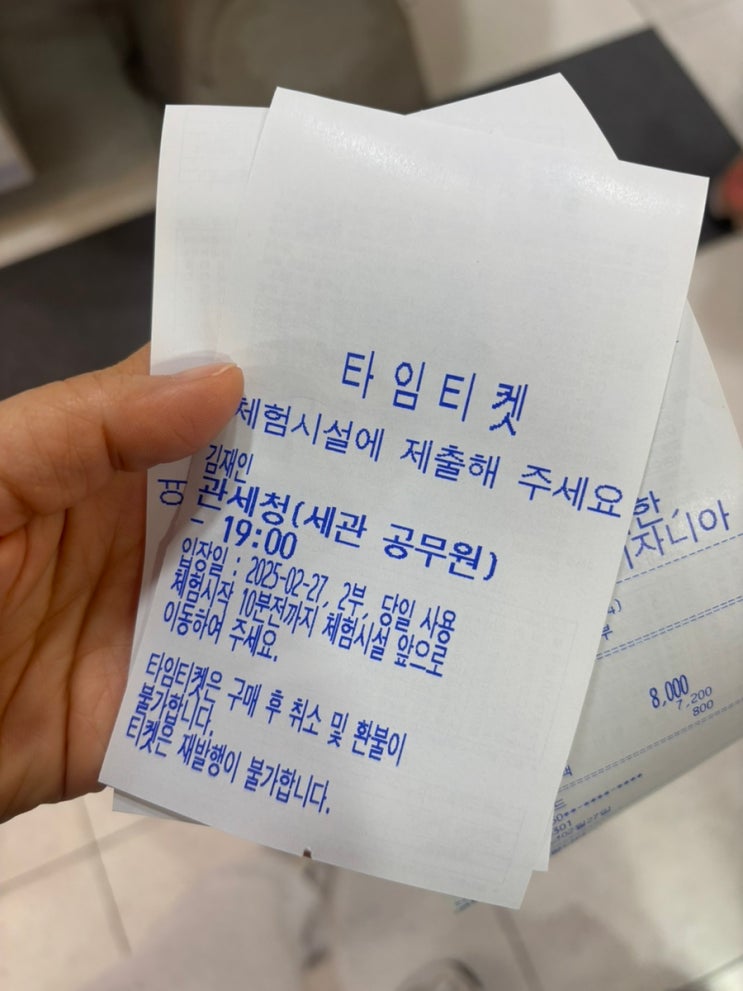 타임티켓
체험시설에 제출해 주세요
김재인
관세청(세관 공무원)
- 19:00
입장일 : 2025-02-27, 2부, 당일 사용
체험시작 10분전까지 체험시설 앞으로
이동하여 주세요.
타임티켓은 구매 후 취소 및 환불이
불가합니다.
티켓은 재발행이 불가합니다.
자니아
8,000
7,200
800